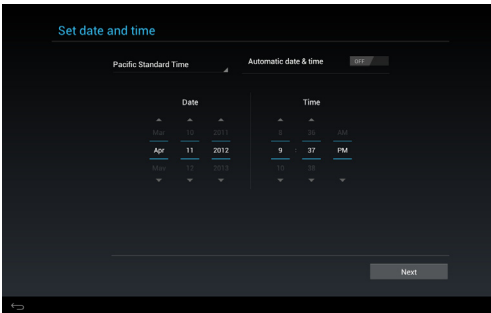 Set date and time
Pacific Standard Time
Automatic date & time OFF
Date Time
Mar 10 2011 8 36 AM
Apr 11 2012 9 : 37 PM
May 12 2013 10 38
Next